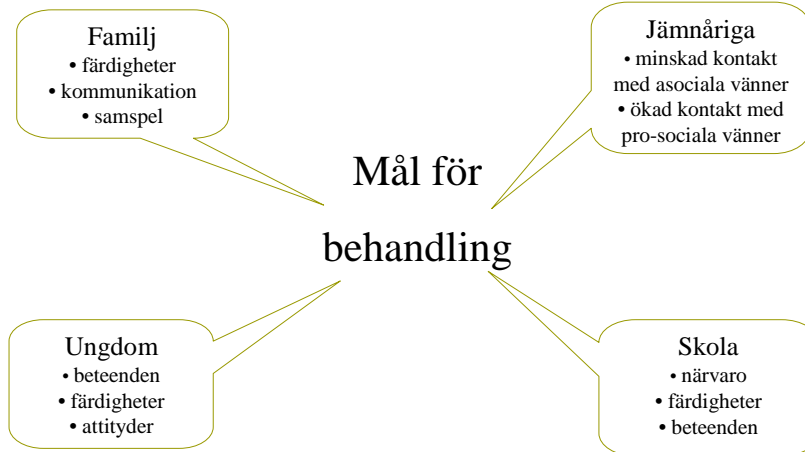 Familj
• färdigheter
• kommunikation
• samspel
Jämnåriga
• minskad kontakt
med asociala vänner
• ökad kontakt med
pro-sociala vänner
Mål för
behandling
Ungdom
• beteenden
• färdigheter
• attityder
Skola
• närvaro
• färdigheter
• beteenden